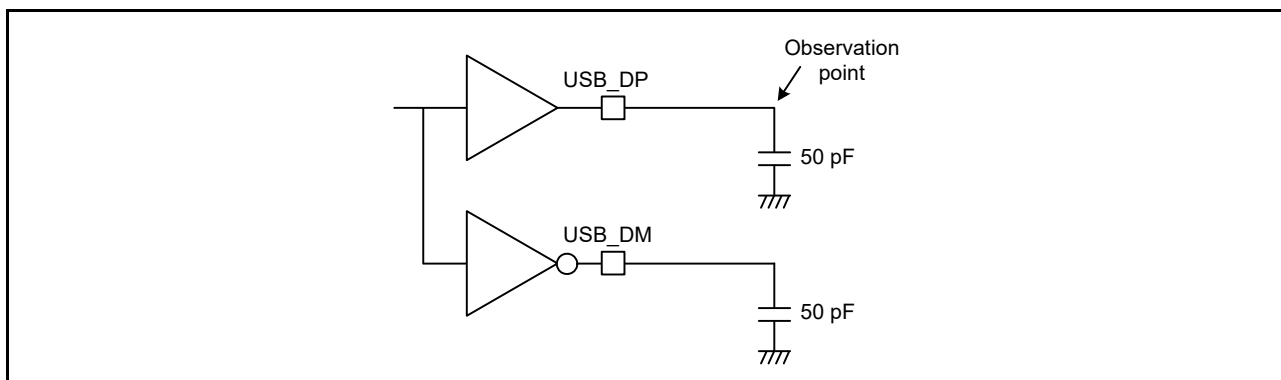 Observation
point
USB_DP
50 pF
USB_DM
50 pF